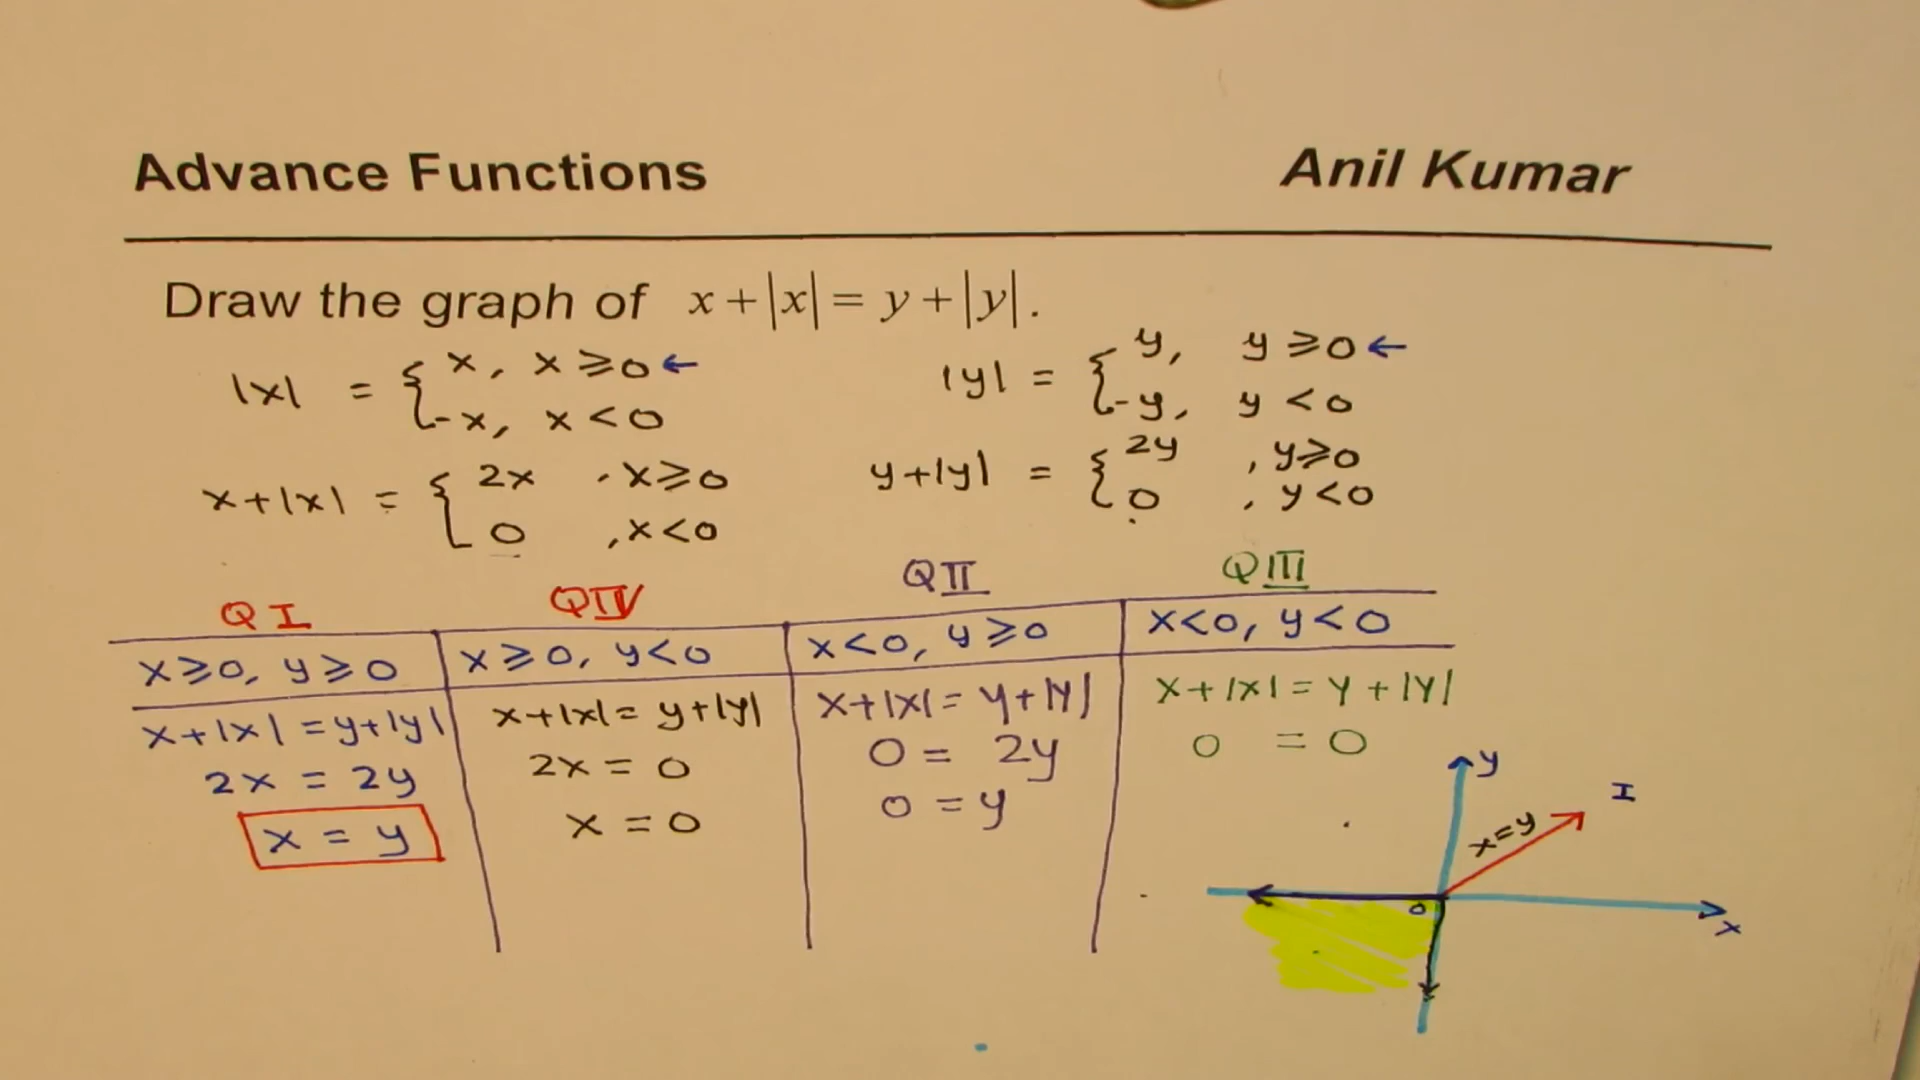 Advance Functions Anil Kumar
Draw the graph of x + |x| = y + |y|.
|x| = { x, x ⩾ 0 ← |y| = { y, y ⩾ 0 ←
-x, x < 0 -y, y < 0
x + |x| = { 2x , x ⩾ 0 y + |y| = { 2y , y ⩾ 0
0 , x < 0 0 , y < 0
Q I Q IV Q II Q III
x ⩾ 0, y ⩾ 0 x ⩾ 0, y < 0 x < 0, y ⩾ 0 x < 0, y < 0
x + |x| = y + |y| x + |x| = y + |y| x + |x| = y + |y| x + |x| = y + |y|
2x = 2y 2x = 0 0 = 2y 0 = 0
x = y x = 0 0 = y
y
I
x = y
0
x